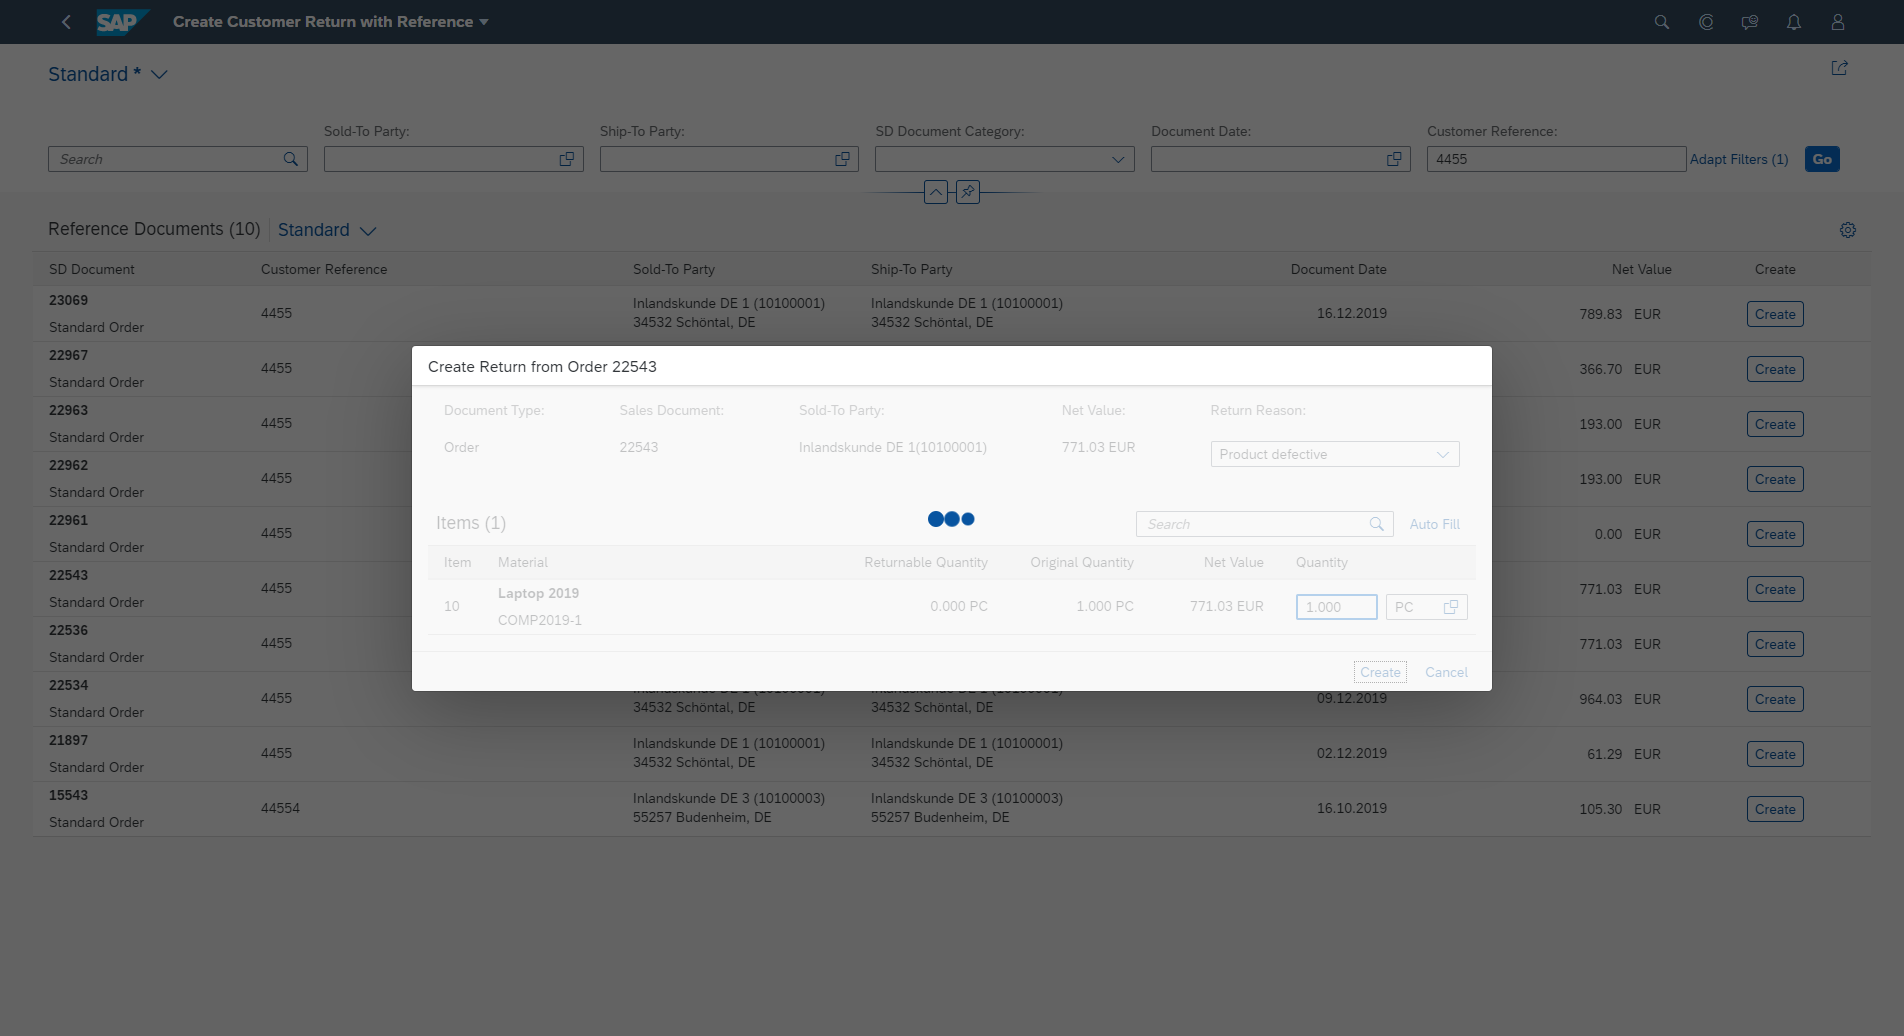 SAP Create Customer Return with Reference
Standard *
Sold-To Party: Ship-To Party: SD Document Category: Document Date: Customer Reference:
Search 4455 Adapt Filters (1) Go
Reference Documents (10) Standard
SD Document Customer Reference Sold-To Party Ship-To Party Document Date Net Value Create
23069
Standard Order
4455
Inlandskunde DE 1 (10100001)
34532 Schöntal, DE
Inlandskunde DE 1 (10100001)
34532 Schöntal, DE
16.12.2019
789.83 EUR
Create
22967
Standard Order
4455
366.70 EUR
Create
22963
Standard Order
4455
193.00 EUR
Create
22962
Standard Order
4455
193.00 EUR
Create
22961
Standard Order
4455
0.00 EUR
Create
22543
Standard Order
4455
771.03 EUR
Create
22536
Standard Order
4455
771.03 EUR
Create
22534
Standard Order
4455
34532 Schöntal, DE
34532 Schöntal, DE
09.12.2019
964.03 EUR
Create
21897
Standard Order
4455
Inlandskunde DE 1 (10100001)
34532 Schöntal, DE
Inlandskunde DE 1 (10100001)
34532 Schöntal, DE
02.12.2019
61.29 EUR
Create
15543
Standard Order
44554
Inlandskunde DE 3 (10100003)
55257 Budenheim, DE
Inlandskunde DE 3 (10100003)
55257 Budenheim, DE
16.10.2019
105.30 EUR
Create
Create Return from Order 22543
Document Type: Sales Document: Sold-To Party: Net Value: Return Reason:
Order 22543 Inlandskunde DE 1(10100001) 771.03 EUR Product defective
Items (1) Search Auto Fill
Item Material Returnable Quantity Original Quantity Net Value Quantity
10
Laptop 2019
COMP2019-1
0.000 PC 1.000 PC 771.03 EUR 1.000 PC
Create Cancel